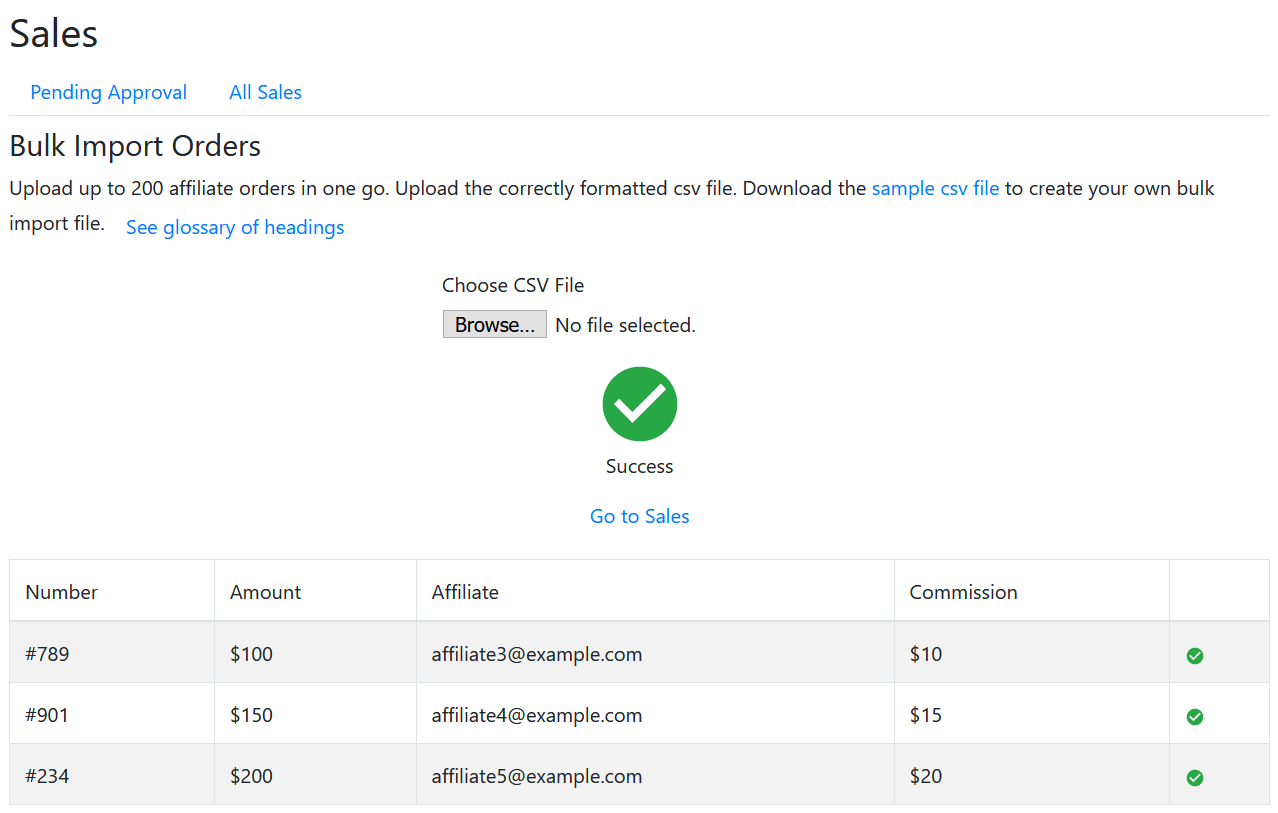 Sales
Pending Approval All Sales
Bulk Import Orders
Upload up to 200 affiliate orders in one go. Upload the correctly formatted csv file. Download the sample csv file to create your own bulk
import file. See glossary of headings
Choose CSV File
Browse... No file selected.
Success
Go to Sales
Number Amount Affiliate Commission
#789 $100 affiliate3@example.com $10
#901 $150 affiliate4@example.com $15
#234 $200 affiliate5@example.com $20